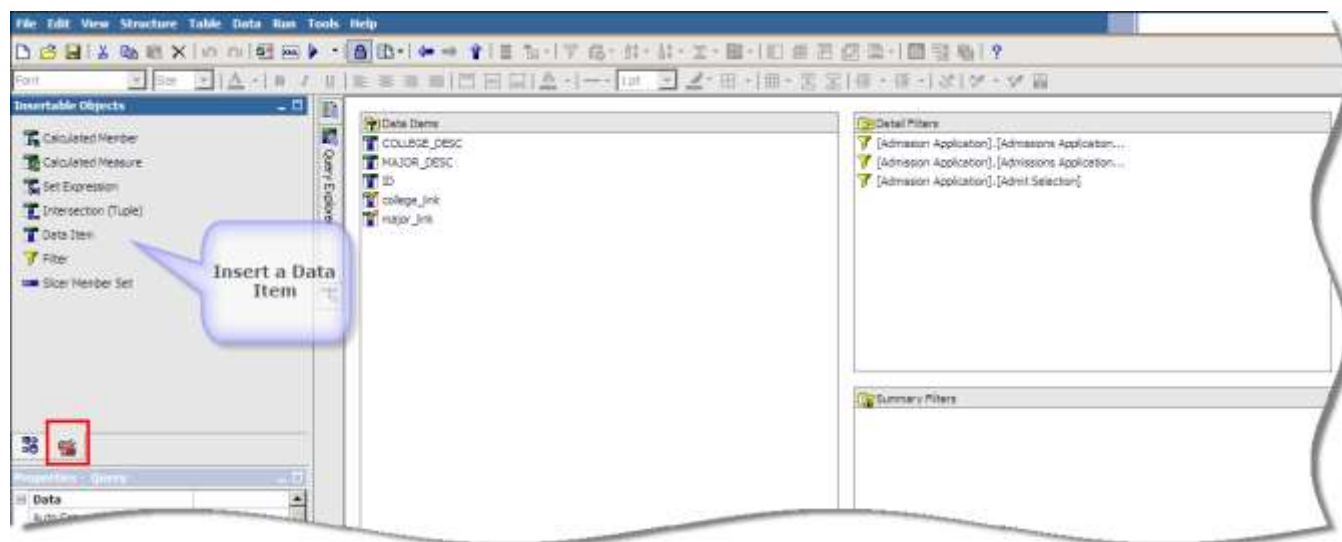 File Edit View Structure Table Data Run Tools Help
Font Size 1 pt
Insertable Objects
Calculated Member
Calculated Measure
Set Expression
Intersection (Tuple)
Data Item
Filter
Slicer Member Set
Insert a Data
Item
Query Explorer
Data Items
COLLEGE_DESC
MAJOR_DESC
ID
college_link
major_link
Detail Filters
[Admission Application].[Admissions Application...
[Admission Application].[Admissions Application...
[Admission Application].[Admit Selection]
Summary Filters
Properties - Query
Data